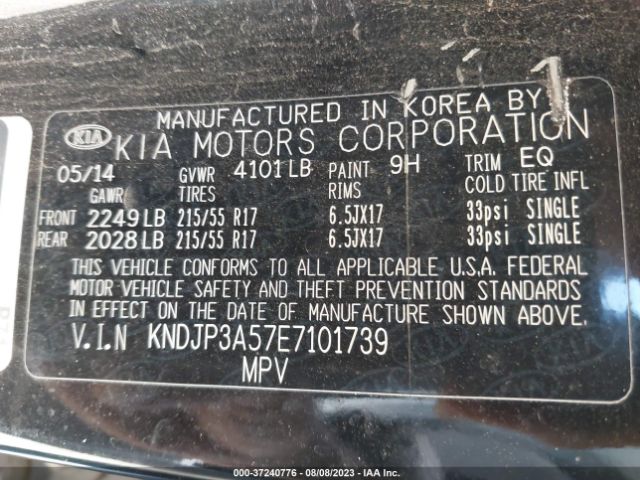 MANUFACTURED IN KOREA BY
KIA KIA MOTORS CORPORATION
05/14 GVWR 4101LB PAINT 9H TRIM EQ
GAWR TIRES RIMS COLD TIRE INFL
FRONT 2249LB 215/55 R17 6.5JX17 33psi SINGLE
REAR 2028LB 215/55 R17 6.5JX17 33psi SINGLE
THIS VEHICLE CONFORMS TO ALL APPLICABLE U.S.A. FEDERAL
MOTOR VEHICLE SAFETY AND THEFT PREVENTION STANDARDS
IN EFFECT ON THE DATE OF MANUFACTURE SHOWN ABOVE.
V.I.N KNDJP3A57E7101739
MPV
000-37240776 - 08/08/2023 - IAA Inc.